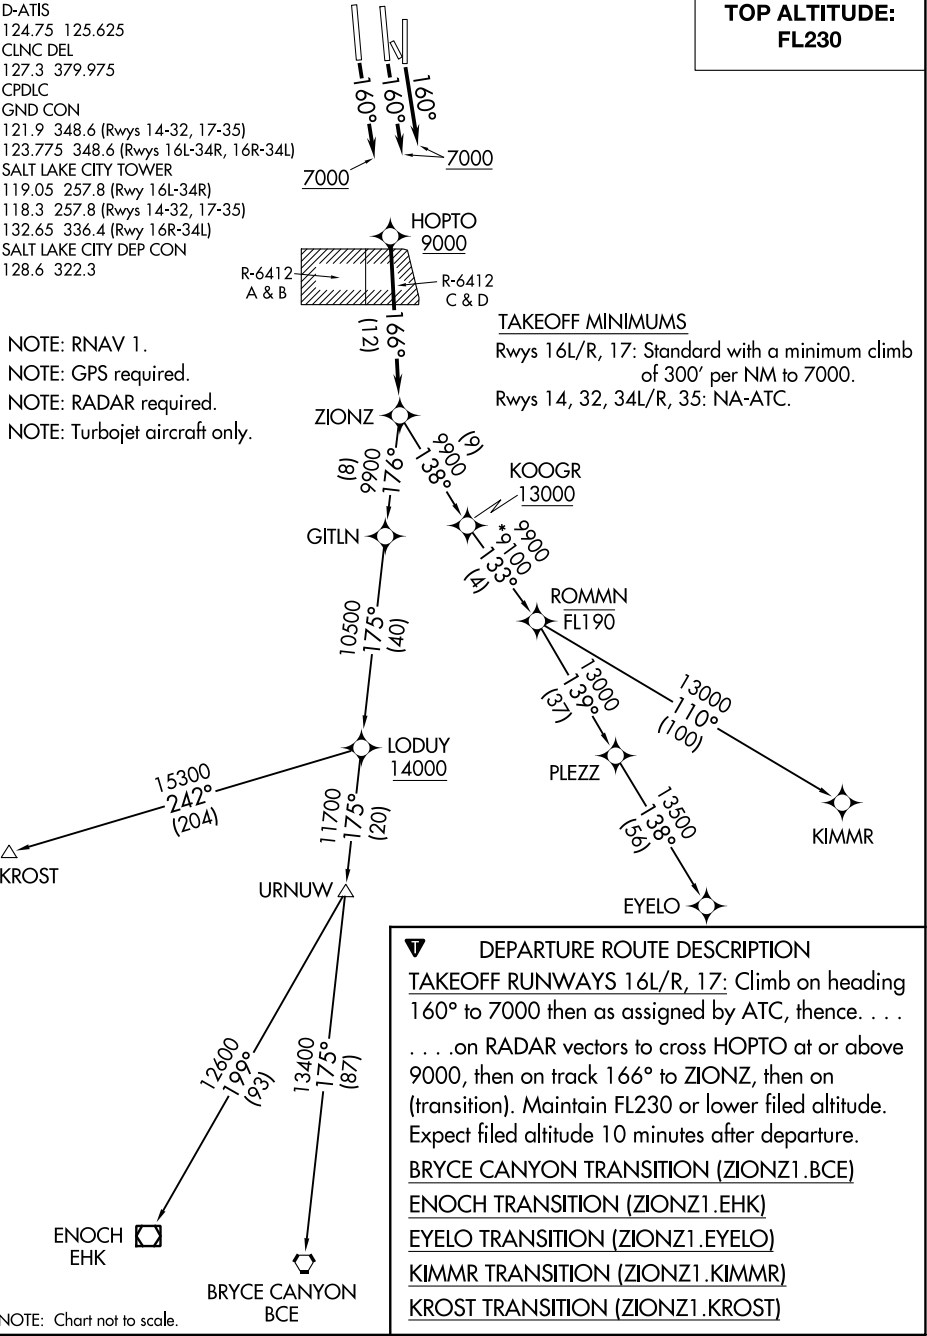 D-ATIS
124.75 125.625
CLNC DEL
127.3 379.975
CPDLC
GND CON
121.9 348.6 (Rwys 14-32, 17-35)
123.775 348.6 (Rwys 16L-34R, 16R-34L)
SALT LAKE CITY TOWER
119.05 257.8 (Rwy 16L-34R)
118.3 257.8 (Rwys 14-32, 17-35)
132.65 336.4 (Rwy 16R-34L)
SALT LAKE CITY DEP CON
128.6 322.3
TOP ALTITUDE:
FL230
160°
160°
160°
7000
7000
HOPTO
9000
R-6412
A & B
R-6412
C & D
166°
(12)
NOTE: RNAV 1.
NOTE: GPS required.
NOTE: RADAR required.
NOTE: Turbojet aircraft only.
TAKEOFF MINIMUMS
Rwys 16L/R, 17: Standard with a minimum climb
of 300' per NM to 7000.
Rwys 14, 32, 34L/R, 35: NA-ATC.
ZIONZ
9900
176°
(8)
(9)
9900
138°
KOOGR
13000
GITLN
9900
*9100
133°
(4)
ROMMN
FL190
10500
175°
(40)
13000
139°
(37)
13000
110°
(100)
LODUY
14000
PLEZZ
15300
242°
(204)
11700
175°
(20)
13500
138°
(56)
KIMMR
KROST
URNUW
EYELO
12600
199°
(93)
13400
175°
(87)
ENOCH
EHK
BRYCE CANYON
BCE
NOTE: Chart not to scale.
T
DEPARTURE ROUTE DESCRIPTION
TAKEOFF RUNWAYS 16L/R, 17: Climb on heading
160° to 7000 then as assigned by ATC, thence. . . .
. . . .on RADAR vectors to cross HOPTO at or above
9000, then on track 166° to ZIONZ, then on
(transition). Maintain FL230 or lower filed altitude.
Expect filed altitude 10 minutes after departure.
BRYCE CANYON TRANSITION (ZIONZ1.BCE)
ENOCH TRANSITION (ZIONZ1.EHK)
EYELO TRANSITION (ZIONZ1.EYELO)
KIMMR TRANSITION (ZIONZ1.KIMMR)
KROST TRANSITION (ZIONZ1.KROST)